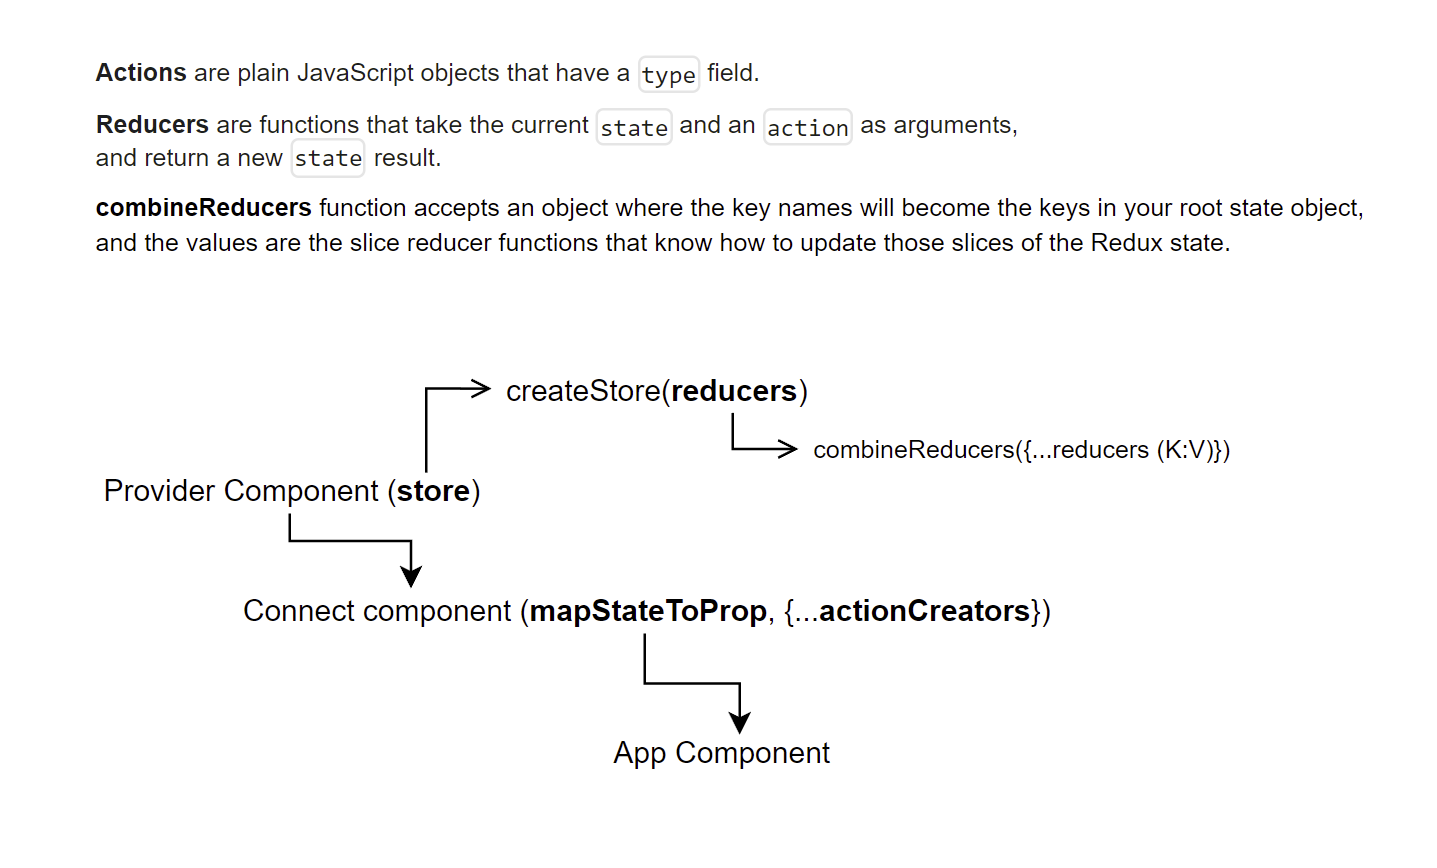 Actions are plain JavaScript objects that have a type field.
Reducers are functions that take the current state and an action as arguments,
and return a new state result.
combineReducers function accepts an object where the key names will become the keys in your root state object,
and the values are the slice reducer functions that know how to update those slices of the Redux state.
createStore(reducers)
combineReducers({...reducers (K:V)})
Provider Component (store)
Connect component (mapStateToProp, {...actionCreators})
App Component